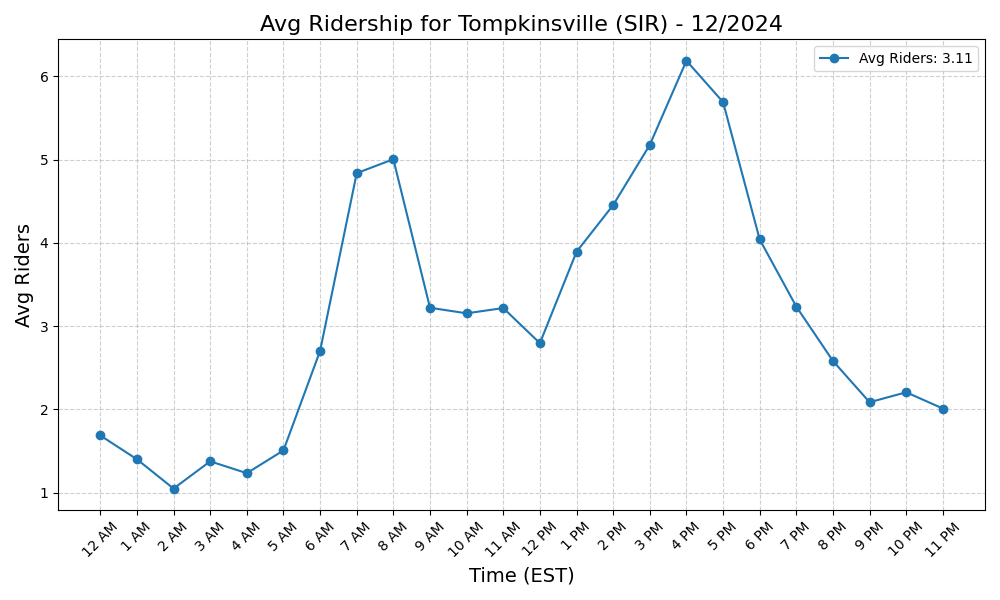 Avg Ridership for Tompkinsville (SIR) - 12/2024
Avg Riders: 3.11
Avg Riders
6
5
4
3
2
1
12 AM
1 AM
2 AM
3 AM
4 AM
5 AM
6 AM
7 AM
8 AM
9 AM
10 AM
11 AM
12 PM
1 PM
2 PM
3 PM
4 PM
5 PM
6 PM
7 PM
8 PM
9 PM
10 PM
11 PM
Time (EST)